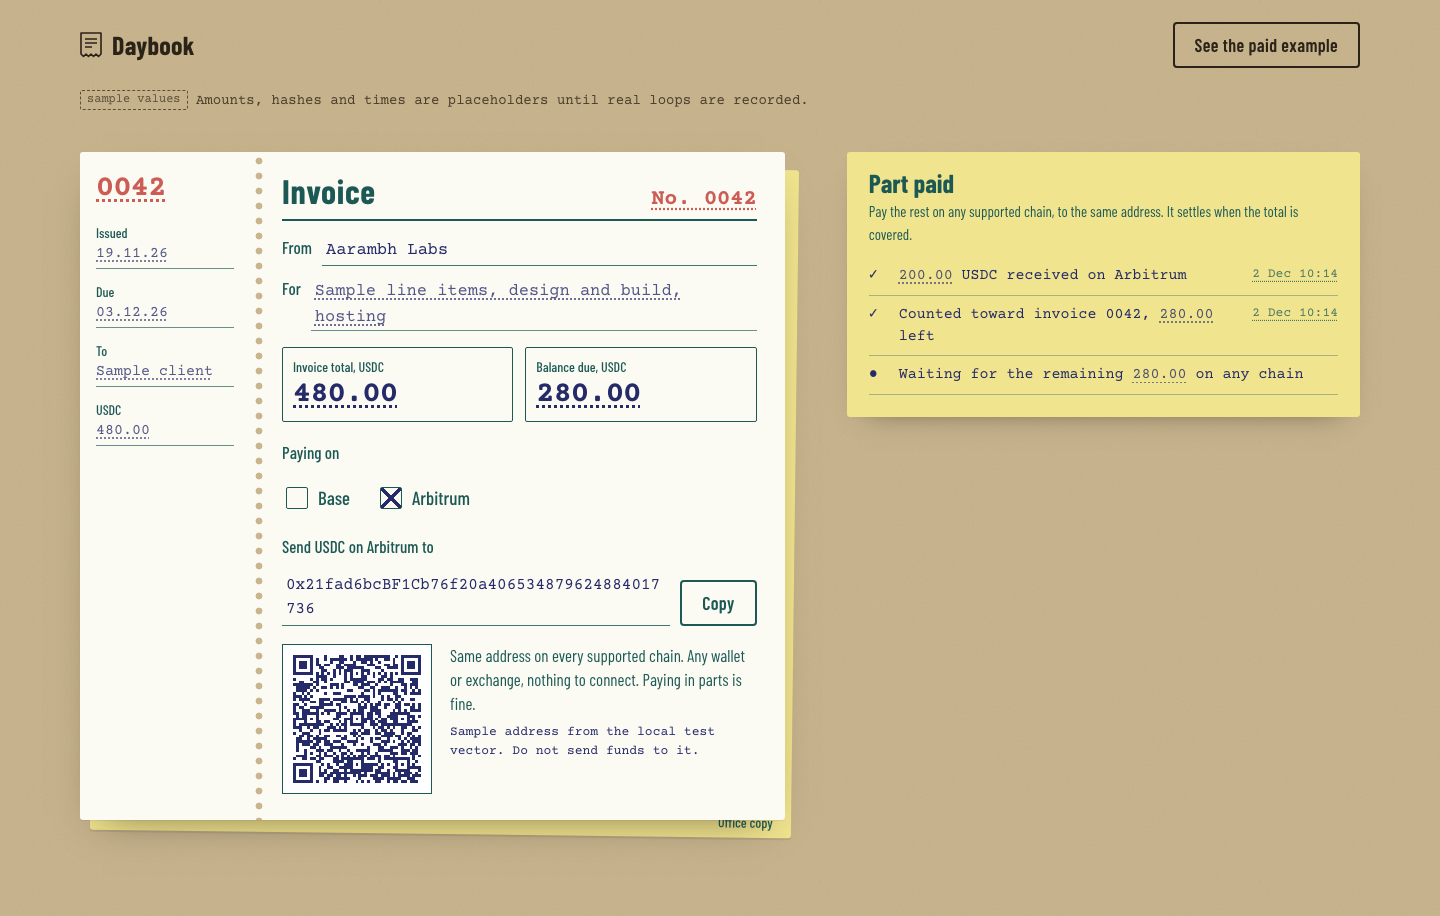 Daybook
See the paid example
sample values Amounts, hashes and times are placeholders until real loops are recorded.
0042
Issued
19.11.26
Due
03.12.26
To
Sample client
USDC
480.00
Invoice
No. 0042
From Aarambh Labs
For Sample line items, design and build,
hosting
Invoice total, USDC
480.00
Balance due, USDC
280.00
Paying on
Base
Arbitrum
Send USDC on Arbitrum to
0x21fad6bcBF1Cb76f20a406534879624884017
736
Copy
Same address on every supported chain. Any wallet
or exchange, nothing to connect. Paying in parts is
fine.
Sample address from the local test
vector. Do not send funds to it.
Office copy
Part paid
Pay the rest on any supported chain, to the same address. It settles when the total is
covered.
✓ 200.00 USDC received on Arbitrum 2 Dec 10:14
✓ Counted toward invoice 0042, 280.00 2 Dec 10:14
left
● Waiting for the remaining 280.00 on any chain